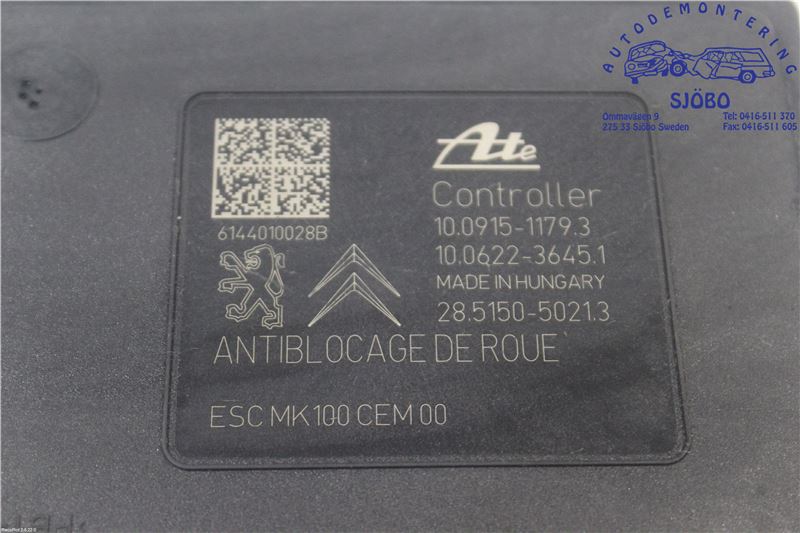 AUTODEMONTERING
SJÖBO
Ommavägen 9
Tel: 0416-511 370
275 33 Sjöbo Sweden
Fax: 0416-511 605
Ate
Controller
6144010028B
10.0915-1179.3
10.0622-3645.1
MADE IN HUNGARY
28.5150-5021.3
ANTIBLOCAGE DE ROUE
ESC MK100 CEM 00